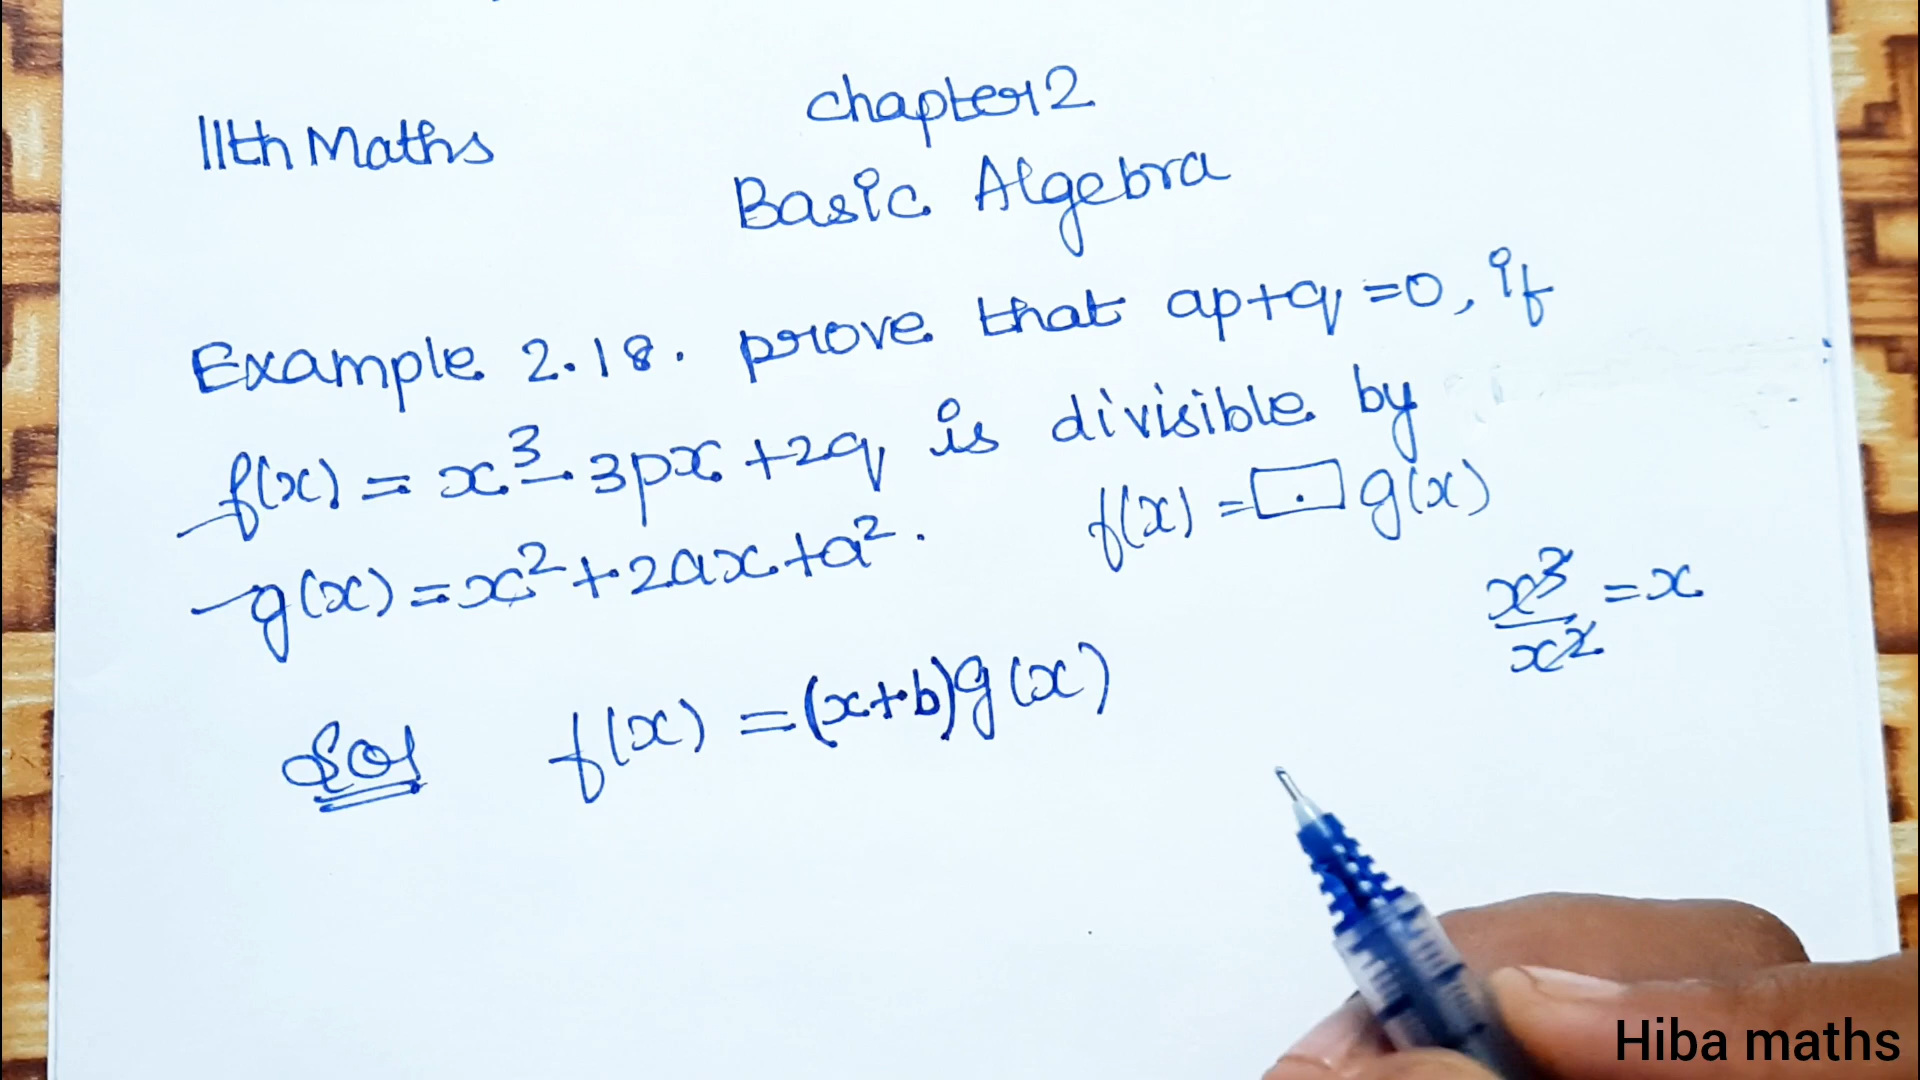 chapter 2
11th Maths
Basic Algebra
Example 2.18. prove that ap+q=0, if
f(x) = x³ - 3px + 2q is divisible by
g(x) = x² + 2ax + a².
f(x) = . g(x)
x³/x² = x
Sol f(x) = (x+b)g(x)
Hiba maths